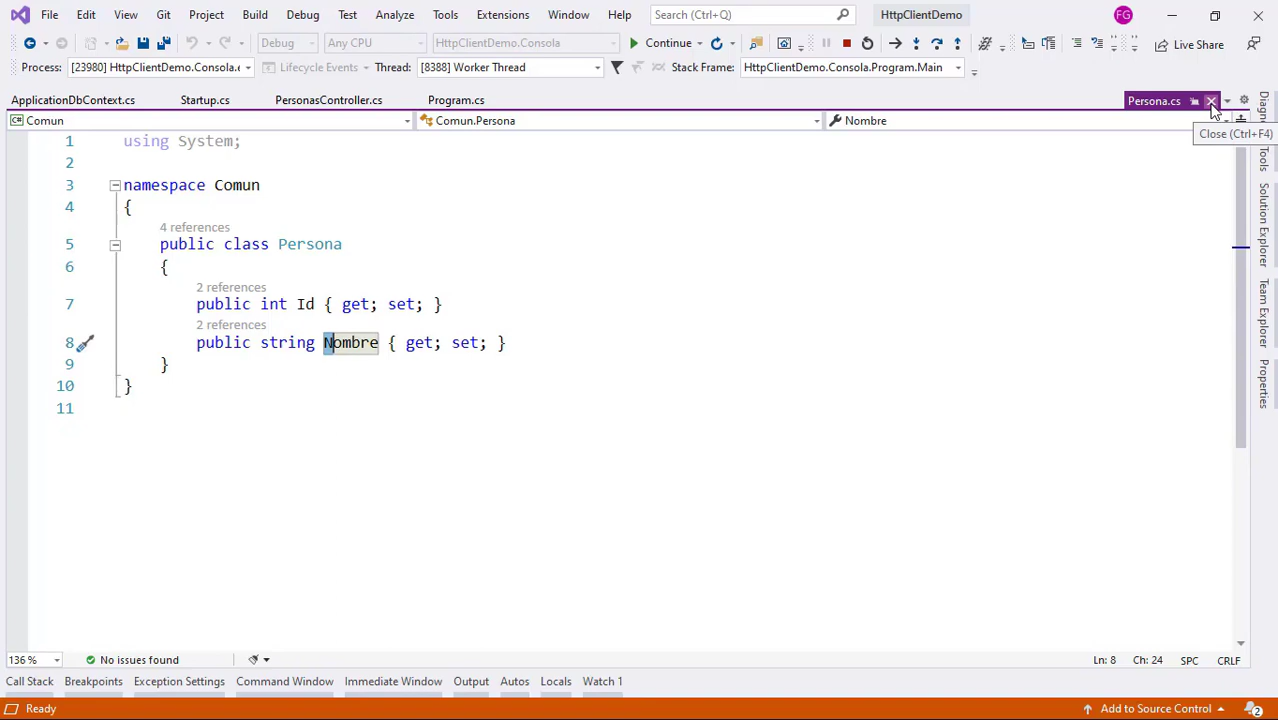 File Edit View Git Project Build Debug Test Analyze Tools Extensions Window Help Search (Ctrl+Q) HttpClientDemo FG
Debug Any CPU HttpClientDemo.Consola Continue Live Share
Process: [23980] HttpClientDemo.Consola.e Lifecycle Events Thread: [8388] Worker Thread Stack Frame: HttpClientDemo.Consola.Program.Main
ApplicationDbContext.cs Startup.cs PersonasController.cs Program.cs Persona.cs
Comun Comun.Persona Nombre
Close (Ctrl+F4)
1 using System;
2
3 namespace Comun
4 {
4 references
5 public class Persona
6 {
2 references
7 public int Id { get; set; }
2 references
8 public string Nombre { get; set; }
9 }
10 }
11
Tools
Solution Explorer
Team Explorer
Properties
136 % No issues found Ln: 8 Ch: 24 SPC CRLF
Call Stack Breakpoints Exception Settings Command Window Immediate Window Output Autos Locals Watch 1
Ready Add to Source Control 2